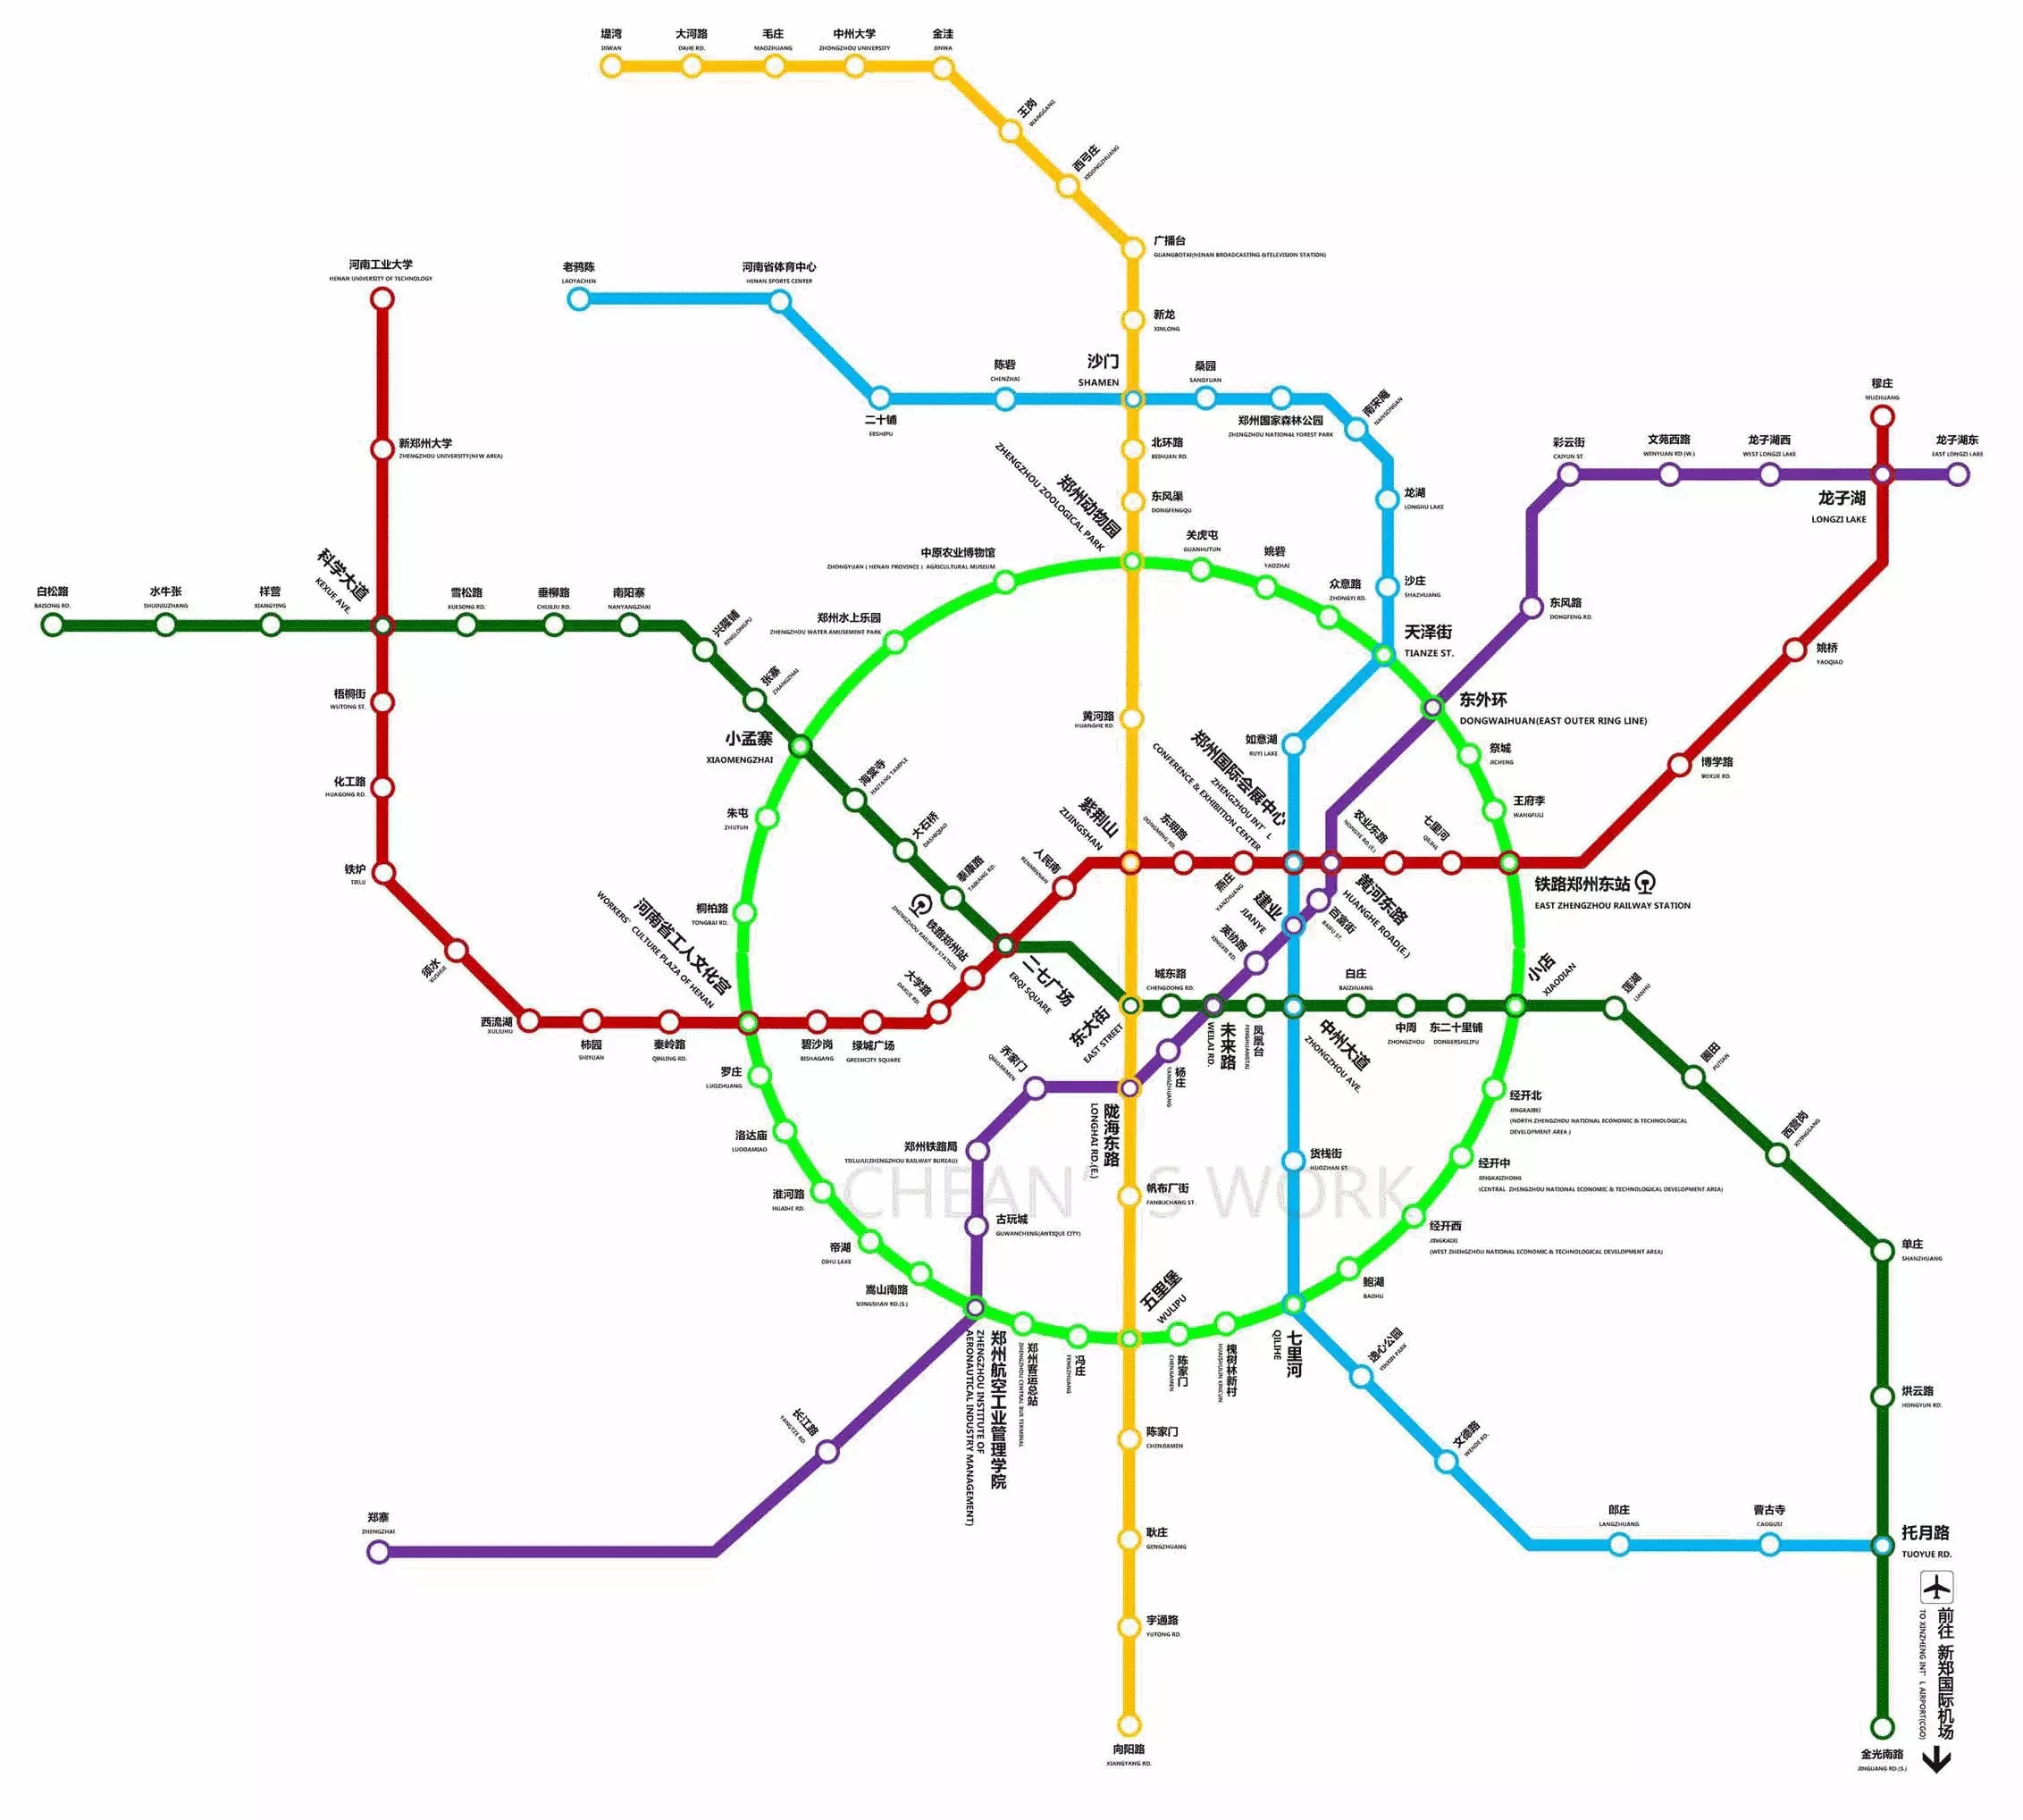 堤湾
DIWAN
大河路
DAHE RD.
毛庄
MAOZHUANG
中州大学
ZHONGZHOU UNIVERSITY
金洼
JINWA
王岗
WANGGANG
西弓庄
XIGONGZHUANG
广播台
GUANGBOTAI(HENAN BROADCASTING &TELEVISION STATION)
新龙
XINLONG
沙门
SHAMEN
河南工业大学
HENAN UNIVERSITY OF TECHNOLOGY
老鸦陈
LAOYACHEN
河南省体育中心
HENAN SPORTS CENTER
二十铺
ERSHIPU
陈砦
CHENZHAI
桑园
SANGYUAN
郑州国家森林公园
ZHENGZHOU NATIONAL FOREST PARK
南宋庵
NANSONGAN
穆庄
MUZHUANG
新郑州大学
ZHENGZHOU UNIVERSITY(NEW AREA)
北环路
BEIHUAN RD.
东风渠
DONGFENGQU
郑州动物园
ZHENGZHOU ZOOLOGICAL PARK
龙湖
LONGHU LAKE
沙庄
SHAZHUANG
彩云街
CAIYUN ST.
文苑西路
WENYUAN RD.(W.)
龙子湖西
WEST LONGZI LAKE
龙子湖
LONGZI LAKE
龙子湖东
EAST LONGZI LAKE
中原农业博物馆
ZHONGYUAN ( HENAN PROVINCE ) AGRICULTURAL MUSEUM
关虎屯
GUANHUTUN
姚砦
YAOZHAI
众意路
ZHONGYI RD.
天泽街
TIANZE ST.
东风路
DONGFENG RD.
姚桥
YAOQIAO
白松路
BAISONG RD.
水牛张
SHUINIUZHANG
祥营
XIANGYING
科学大道
KEXUE AVE.
雪松路
XUESONG RD.
垂柳路
CHUILIU RD.
南阳寨
NANYANGZHAI
兴隆铺
XINGLONGPU
张寨
ZHANGZHAI
郑州水上乐园
ZHENGZHOU WATER AMUSEMENT PARK
小孟寨
XIAOMENGZHAI
梧桐街
WUTONG ST.
黄河路
HUANGHE RD.
如意湖
RUYI LAKE
东外环
DONGWAIHUAN(EAST OUTER RING LINE)
祭城
JICHENG
王府李
WANGFULI
博学路
BOXUE RD.
化工路
HUAGONG RD.
朱屯
ZHUTUN
海棠寺
HAITANG TAMPLE
大石桥
DASHIQIAO
泰康路
TAIKANG RD.
紫荆山
ZIJINGSHAN
东明路
DONGMING RD.
郑州国际会展中心
ZHENGZHOU INT'L
CONFERENCE & EXHIBITION CENTER
农业东路
NONGYE RD.(E.)
七里河
QILIHE
铁路郑州东站
EAST ZHENGZHOU RAILWAY STATION
铁炉
TIELU
人民南
RENMINNAN
燕庄
YANZHUANG
黄河东路
HUANGHE ROAD(E.)
百富街
BAIFU ST.
建业
JIANYE
英协路
YINGXIE RD.
桐柏路
TONGBAI RD.
河南省工人文化宫
WORKERS' CULTURE PLAZA OF HENAN
铁路郑州站
ZHENGZHOU RAILWAY STATION
大学路
DAXUE RD.
二七广场
ERQI SQUARE
须水
XUSHUI
西流湖
XILIUHU
柿园
SHIYUAN
秦岭路
QINLING RD.
碧沙岗
BISHAGANG
绿城广场
GREENCITY SQUARE
东大街
EAST STREET
城东路
CHENGDONG RD.
未来路
WEILAI RD.
凤凰台
FENGHUANGTAI
中州大道
ZHONGZHOU AVE.
白庄
BAIZHUANG
中周
ZHONGZHOU
东二十里铺
DONGERSHILIPU
小店
XIAODIAN
莲湖
LIANHU
圃田
PUTIAN
西营岗
XIYINGGANG
罗庄
LUOZHUANG
乔家门
QIAOJIAMEN
杨庄
YANGZHUANG
陇海东路
LONGHAI RD.(E.)
经开北
JINGKAIBEI
(NORTH ZHENGZHOU NATIONAL ECONOMIC & TECHNOLOGICAL
DEVELOPMENT AREA )
洛达庙
LUODAMIAO
郑州铁路局
TIELUJU(ZHENGZHOU RAILWAY BUREAU)
货栈街
HUOZHAN ST.
经开中
JINGKAIZHONG
(CENTRAL ZHENGZHOU NATIONAL ECONOMIC & TECHNOLOGICAL DEVELOPMENT AREA)
淮河路
HUAIHE RD.
CHEAN'S WORK
帆布厂街
FANBUCHANG ST.
古玩城
GUWANCHENG(ANTIQUE CITY)
经开西
JINGKAIXI
(WEST ZHENGZHOU NATIONAL ECONOMIC & TECHNOLOGICAL DEVELOPMENT AREA)
帝湖
DIHU LAKE
单庄
SHANZHUANG
嵩山南路
SONGSHAN RD.(S.)
鲍湖
BAOHU
五里堡
WULIPU
郑州航空工业管理学院
ZHENGZHOU INSTITUTE OF
AERONAUTICAL INDUSTRY MANAGEMENT)
郑州客运总站
ZHENGZHOU CENTRAL BUS TERMINAL
冯庄
FENGZHUANG
陈家门
CHENJIAMEN
槐树林新村
HUAISHULIN XINCUN
七里河
QILIHE
逸心公园
YIXIN PARK
烘云路
HONGYUN RD.
长江路
YANGTZE RD.
陈家门
CHENJIAMEN
文德路
WENDE RD.
郑寨
ZHENGZHAI
耿庄
GENGZHUANG
郎庄
LANGZHUANG
曹古寺
CAOGUSI
托月路
TUOYUE RD.
宇通路
YUTONG RD.
前往 新郑国际机场
TO XINZHENG INT'L AIRPORT(CGO)
向阳路
XIANGYANG RD.
金光南路
JINGUANG RD.(S.)